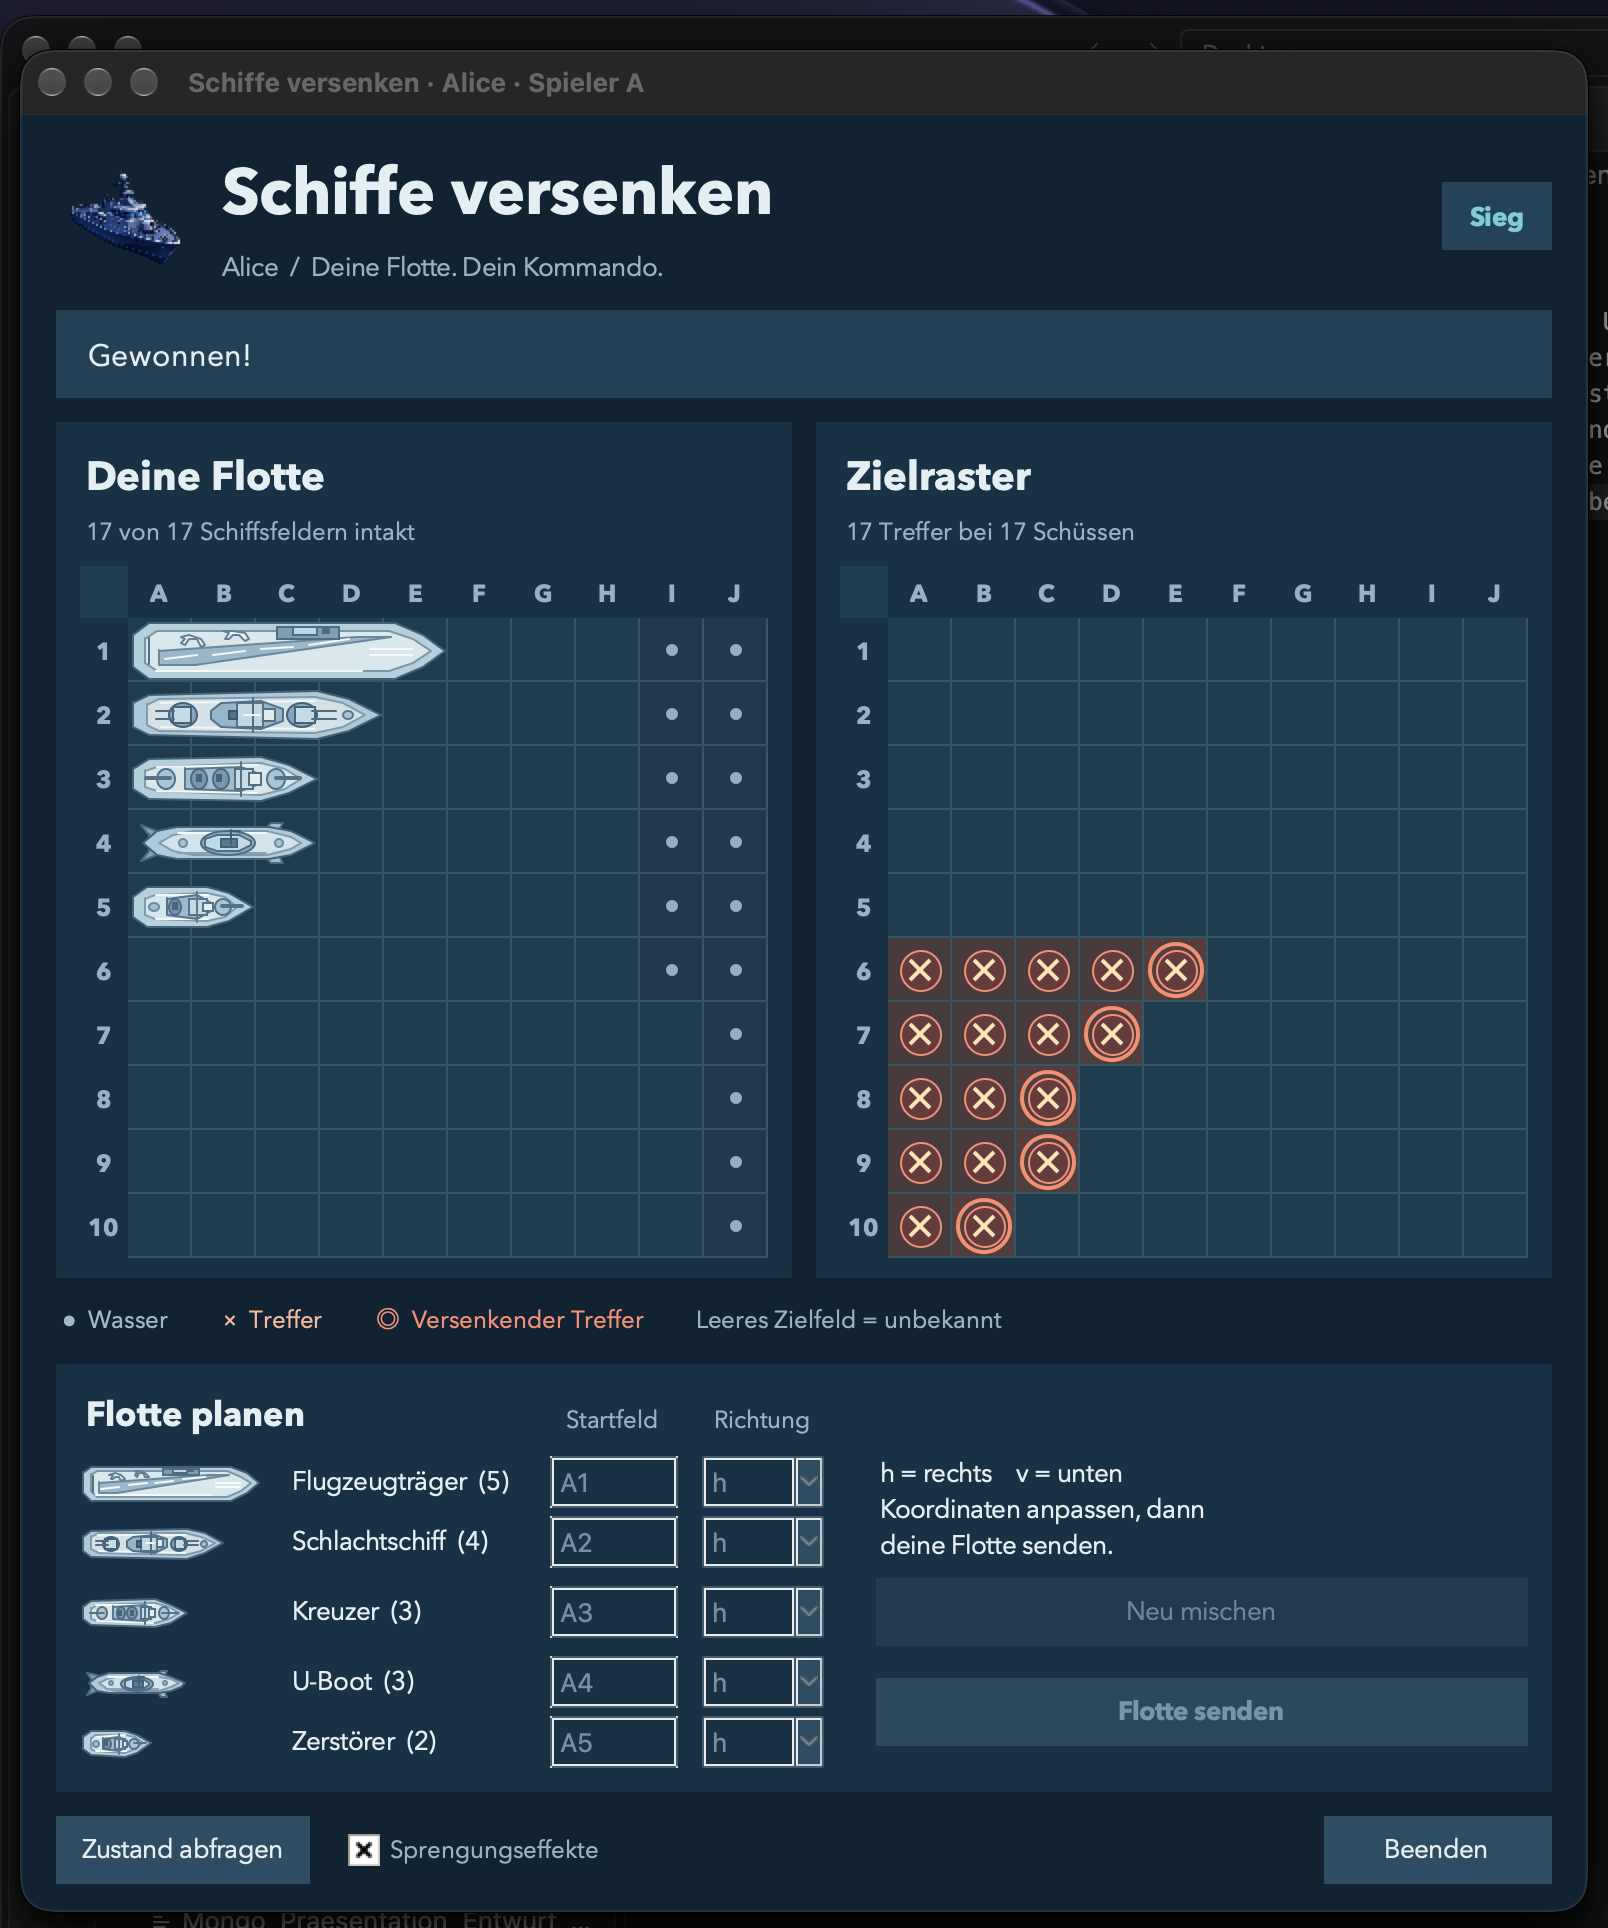 Schiffe versenken · Alice · Spieler A
Schiffe versenken
Alice / Deine Flotte. Dein Kommando.
Sieg
Gewonnen!
Deine Flotte
17 von 17 Schiffsfeldern intakt
A B C D E F G H I J
1
2
3
4
5
6
7
8
9
10
Zielraster
17 Treffer bei 17 Schüssen
A B C D E F G H I J
1
2
3
4
5
6
7
8
9
10
Wasser
Treffer
Versenkender Treffer
Leeres Zielfeld = unbekannt
Flotte planen
Startfeld
Richtung
Flugzeugträger (5) A1 h
Schlachtschiff (4) A2 h
Kreuzer (3) A3 h
U-Boot (3) A4 h
Zerstörer (2) A5 h
h = rechts v = unten
Koordinaten anpassen, dann
deine Flotte senden.
Neu mischen
Flotte senden
Zustand abfragen
Sprengungseffekte
Beenden